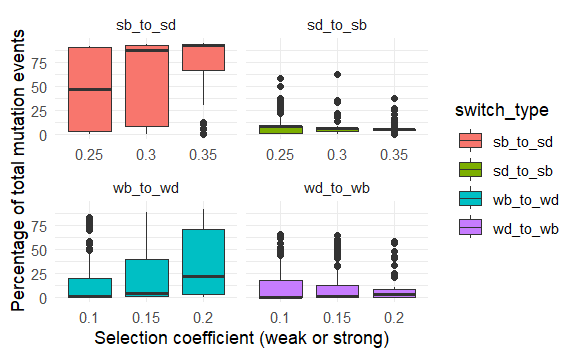 sb_to_sd sd_to_sb
Percentage of total mutation events
75
50
25
0
0.25 0.3 0.35 0.25 0.3 0.35
wb_to_wd wd_to_wb
75
50
25
0
0.1 0.15 0.2 0.1 0.15 0.2
Selection coefficient (weak or strong)
switch_type
sb_to_sd
sd_to_sb
wb_to_wd
wd_to_wb